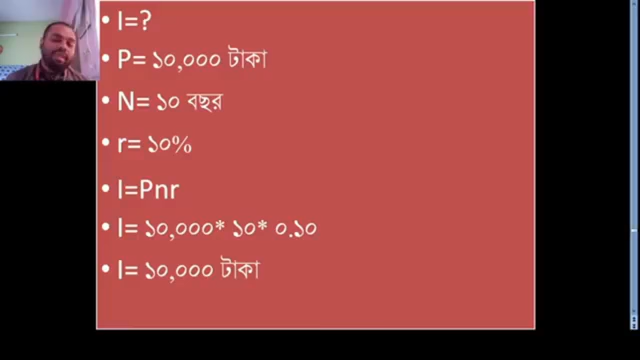 • I=?
• P= ১০,০০০ টাকা
• N= ১০ বছর
• r= ১০%
• I=Pnr
• I= ১০,০০০* ১০* ০.১০
• I= ১০,০০০ টাকা